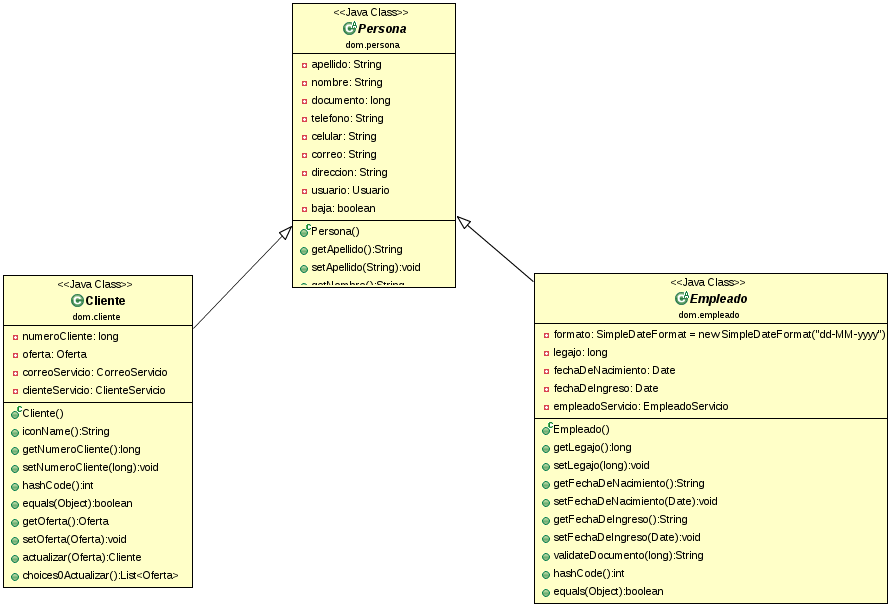 <<Java Class>>
Persona
dom.persona
apellido: String
nombre: String
documento: long
telefono: String
celular: String
correo: String
direccion: String
usuario: Usuario
baja: boolean
Persona()
getApellido():String
setApellido(String):void
getNombre():String
<<Java Class>>
Cliente
dom.cliente
numeroCliente: long
oferta: Oferta
correoServicio: CorreoServicio
clienteServicio: ClienteServicio
Cliente()
iconName():String
getNumeroCliente():long
setNumeroCliente(long):void
hashCode():int
equals(Object):boolean
getOferta():Oferta
setOferta(Oferta):void
actualizar(Oferta):Cliente
choices0Actualizar():List<Oferta>
<<Java Class>>
Empleado
dom.empleado
formato: SimpleDateFormat = new SimpleDateFormat("dd-MM-yyyy")
legajo: long
fechaDeNacimiento: Date
fechaDeIngreso: Date
empleadoServicio: EmpleadoServicio
Empleado()
getLegajo():long
setLegajo(long):void
getFechaDeNacimiento():String
setFechaDeNacimiento(Date):void
getFechaDeIngreso():String
setFechaDeIngreso(Date):void
validateDocumento(long):String
hashCode():int
equals(Object):boolean